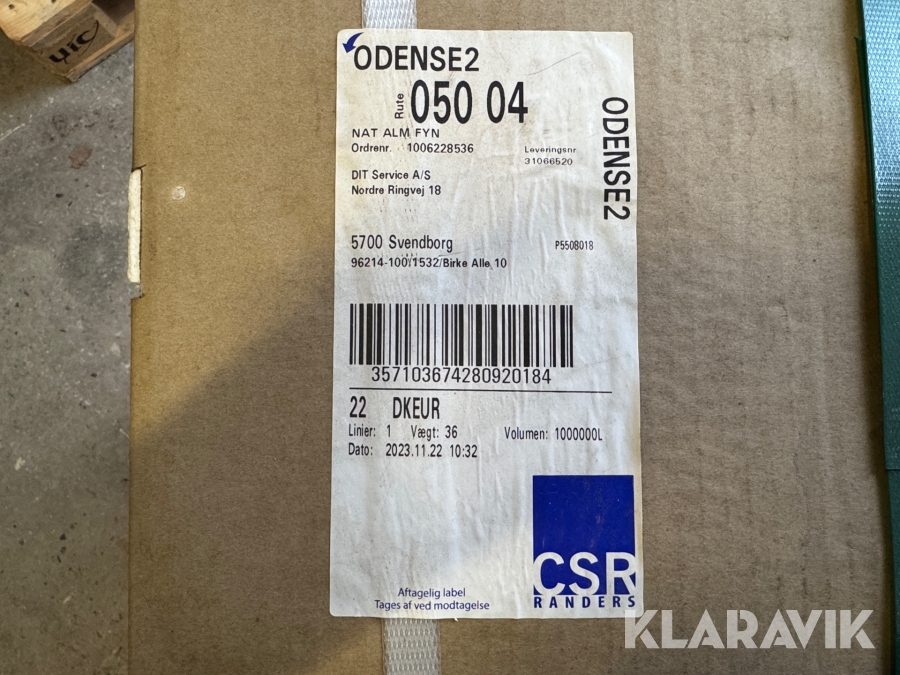 ODENSE2
Rute 050 04
NAT ALM FYN
Ordrenr. 1006228536
Leveringsnr
31066520
ODENSE2
DIT Service A/S
Nordre Ringvej 18
5700 Svendborg
P5508018
96214-100/1532/Birke Alle 10
357103674280920184
22 DKEUR
Linier: 1 Vægt: 36 Volumen: 1000000L
Dato: 2023.11.22 10:32
CSR
RANDERS
Aftagelig label
Tages af ved modtagelse
KLARAVIK
UIC